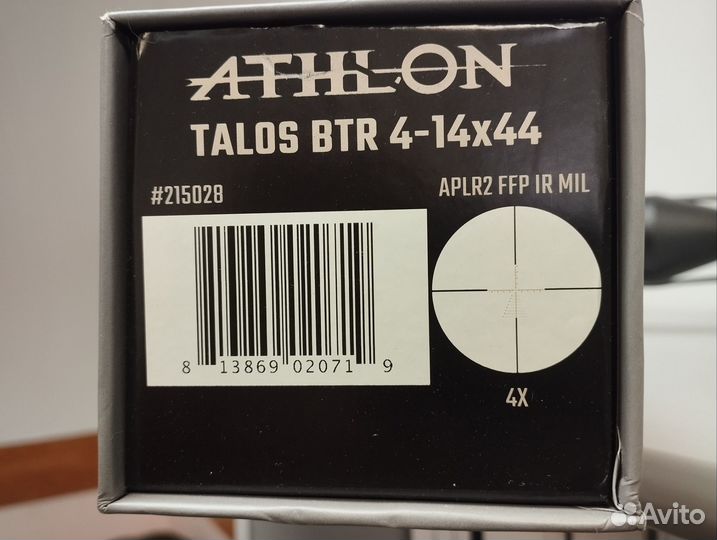 ATHLON
TALOS BTR 4-14x44
#215028
APLR2 FFP IR MIL
8 13869 02071 9
4X
Avito